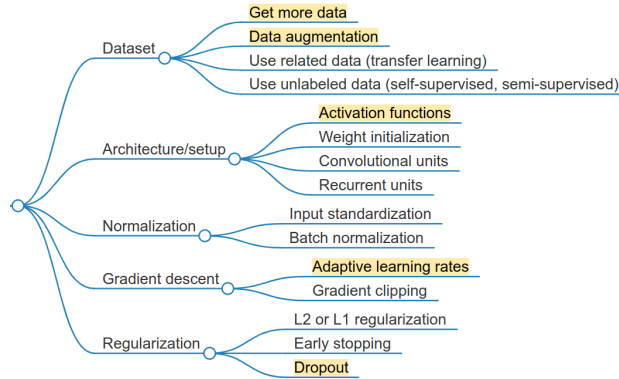 Dataset
Get more data
Data augmentation
Use related data (transfer learning)
Use unlabeled data (self-supervised, semi-supervised)
Architecture/setup
Activation functions
Weight initialization
Convolutional units
Recurrent units
Normalization
Input standardization
Batch normalization
Gradient descent
Adaptive learning rates
Gradient clipping
Regularization
L2 or L1 regularization
Early stopping
Dropout